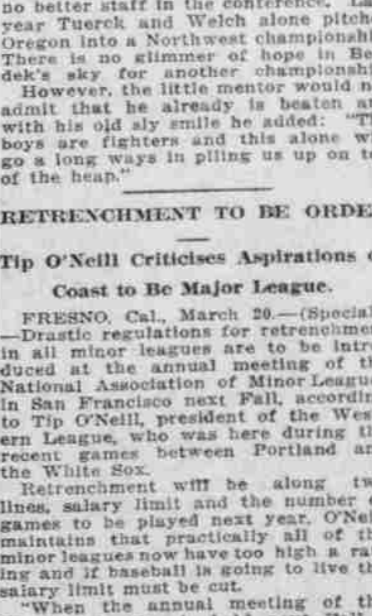 no better staff in the conference. La
year Tuerck and Welch alone pitch
Oregon into a Northwest championshi
There is no glimmer of hope in Be
dek's sky for another championshi
However, the little mentor would n
admit that he already is beaten a
with his old sly smile he added: "T
boys are fighters and this alone wi
go a long ways in piling us up on t
of the heap."
RETRENCHMENT TO BE ORDE
Tip O'Neill Criticises Aspirations o
Coast to Be Major League.
FRESNO, Cal., March 20.—(Special
—Drastic regulations for retrenchmen
in all minor leagues are to be intro
duced at the annual meeting of th
National Association of Minor League
in San Francisco next Fall, accordin
to Tip O'Neill, president of the Wes
ern League, who was here during th
recent games between Portland an
the White Sox.
Retrenchment will be along tw
lines, salary limit and the number o
games to be played next year. O'Nei
maintains that practically all of th
minor leagues now have too high a ra
ing and if baseball is going to live th
salary limit must be cut.
"When the annual meeting of th